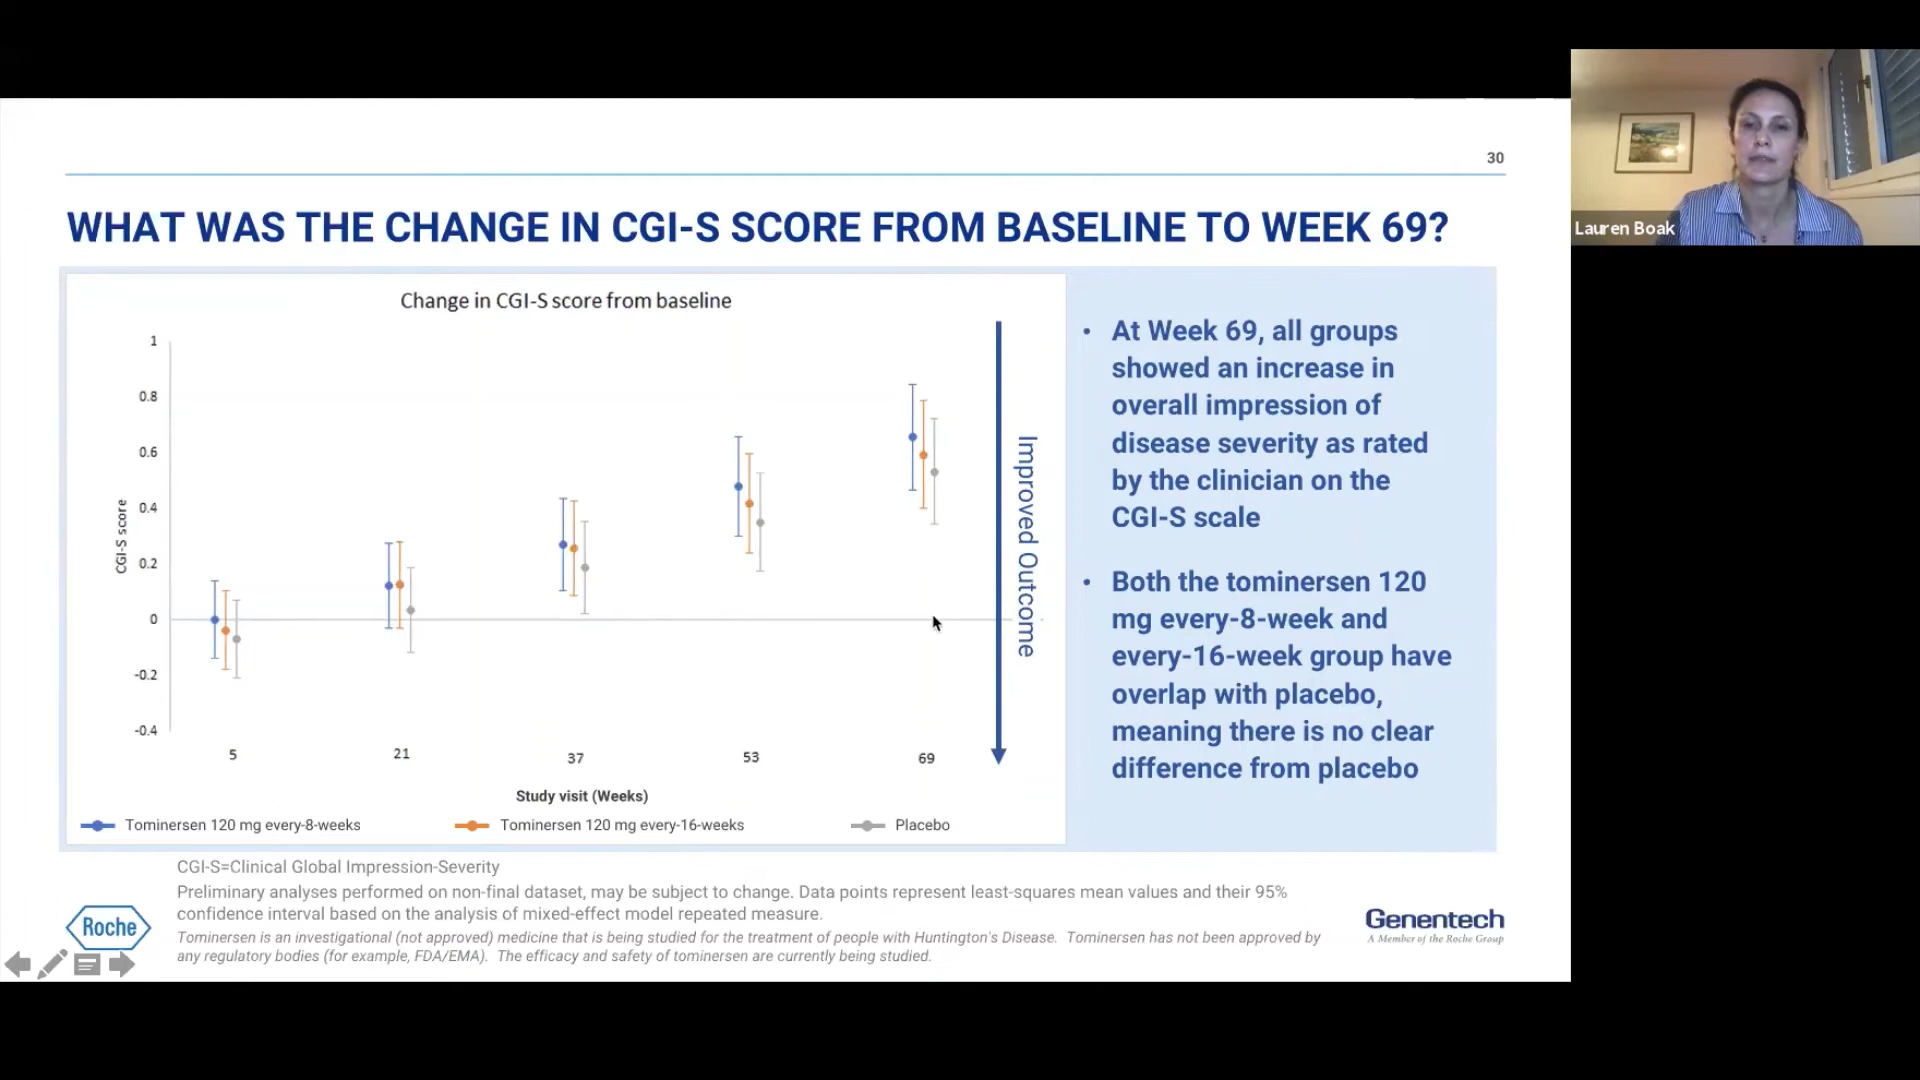 30
WHAT WAS THE CHANGE IN CGI-S SCORE FROM BASELINE TO WEEK 69?
Lauren Boak
Change in CGI-S score from baseline
1
0.8
0.6
0.4
0.2
0
-0.2
-0.4
CGI-S score
5
21
37
53
69
Study visit (Weeks)
Tominersen 120 mg every-8-weeks
Tominersen 120 mg every-16-weeks
Placebo
Improved Outcome
• At Week 69, all groups
showed an increase in
overall impression of
disease severity as rated
by the clinician on the
CGI-S scale
• Both the tominersen 120
mg every-8-week and
every-16-week group have
overlap with placebo,
meaning there is no clear
difference from placebo
CGI-S=Clinical Global Impression-Severity
Preliminary analyses performed on non-final dataset, may be subject to change. Data points represent least-squares mean values and their 95%
confidence interval based on the analysis of mixed-effect model repeated measure.
Tominersen is an investigational (not approved) medicine that is being studied for the treatment of people with Huntington's Disease. Tominersen has not been approved by
any regulatory bodies (for example, FDA/EMA). The efficacy and safety of tominersen are currently being studied.
Roche
Genentech
A Member of the Roche Group